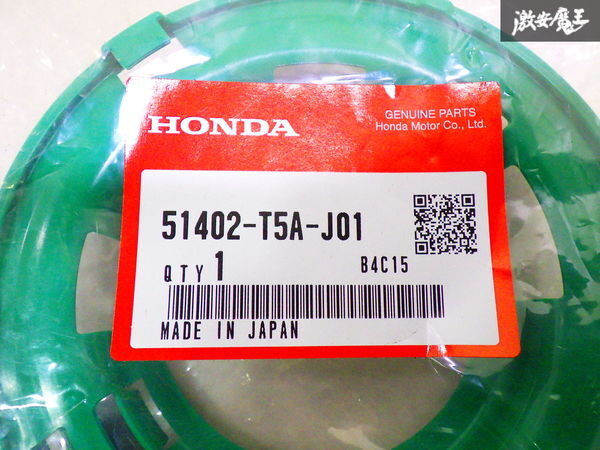 激安魔王
HONDA
GENUINE PARTS
Honda Motor Co., Ltd.
51402-T5A-J01
QTY 1
B4C15
MADE IN JAPAN